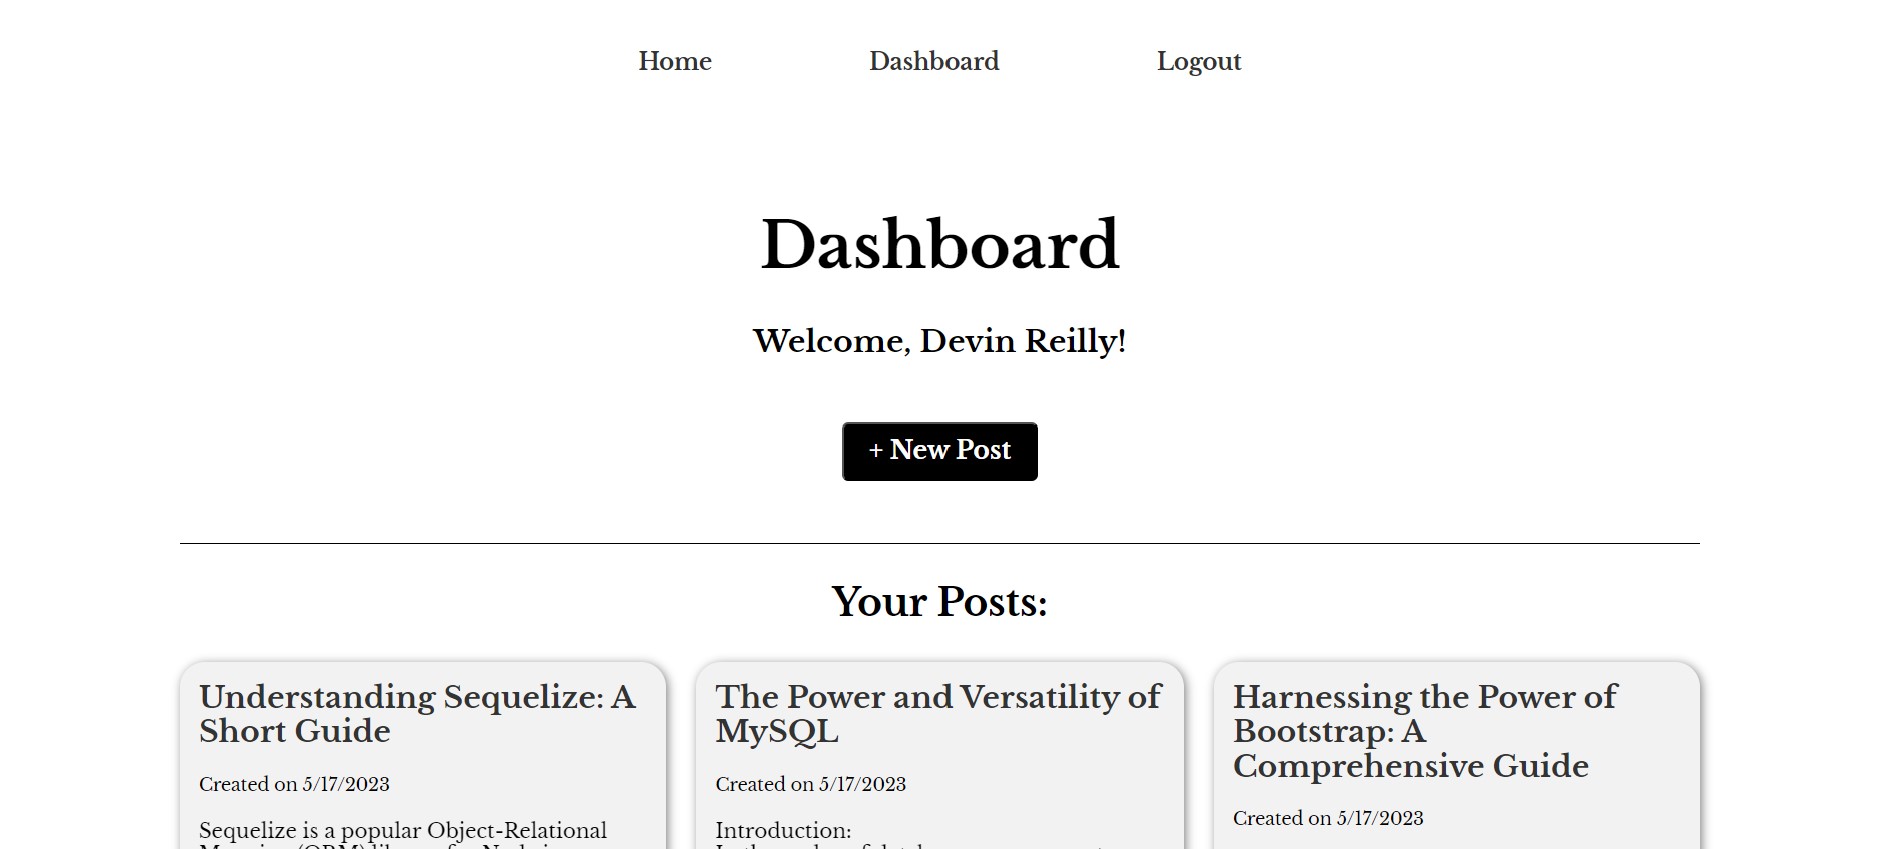 Home Dashboard Logout
Dashboard
Welcome, Devin Reilly!
+ New Post
Your Posts:
Understanding Sequelize: A
Short Guide
Created on 5/17/2023
Sequelize is a popular Object-Relational
The Power and Versatility of
MySQL
Created on 5/17/2023
Introduction:
Harnessing the Power of
Bootstrap: A
Comprehensive Guide
Created on 5/17/2023